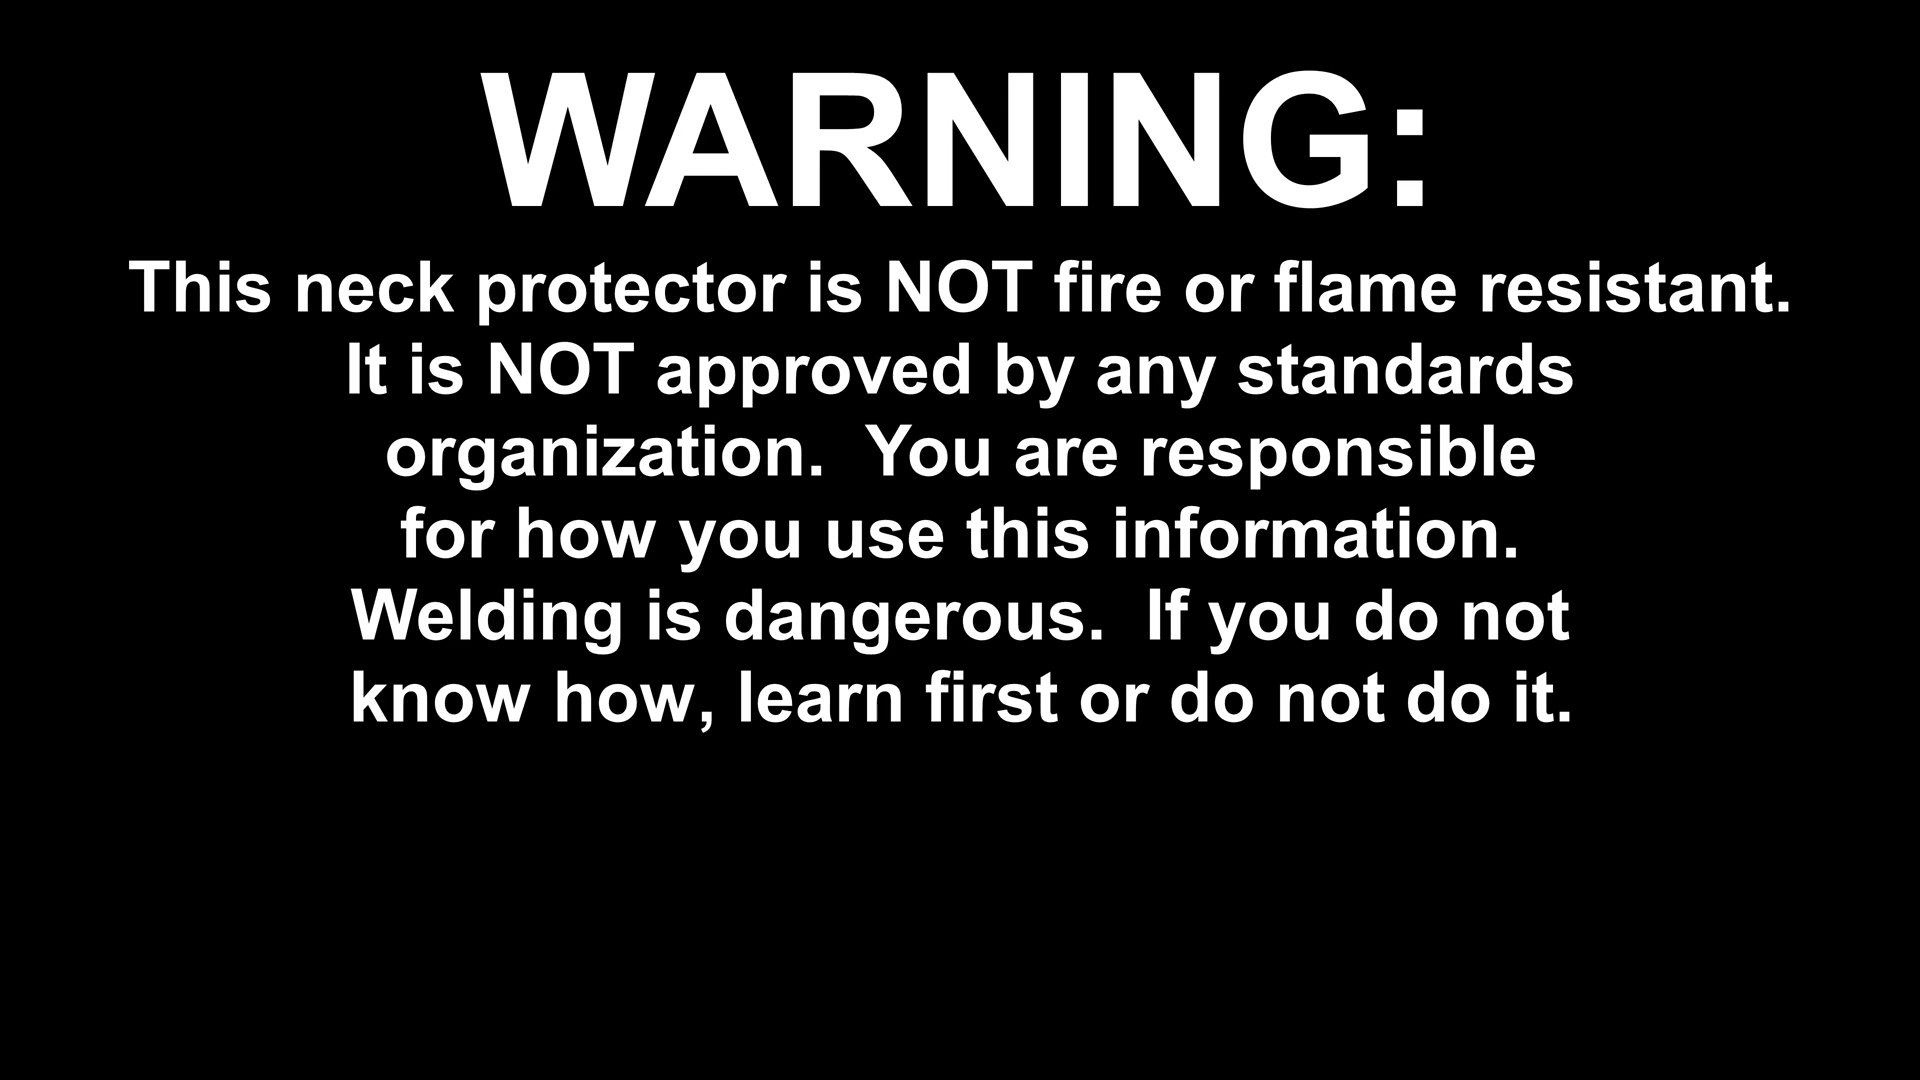 WARNING:
This neck protector is NOT fire or flame resistant.
It is NOT approved by any standards
organization.  You are responsible
for how you use this information.
Welding is dangerous.  If you do not
know how, learn first or do not do it.